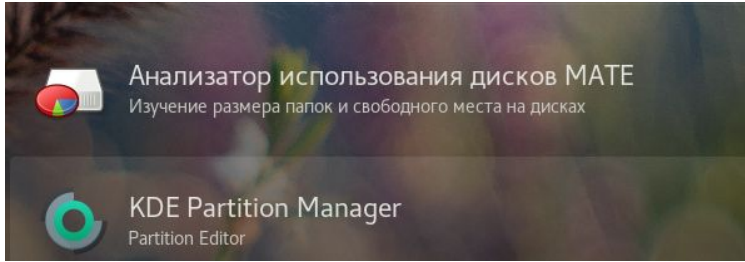 Анализатор использования дисков MATE
Изучение размера папок и свободного места на дисках
KDE Partition Manager
Partition Editor